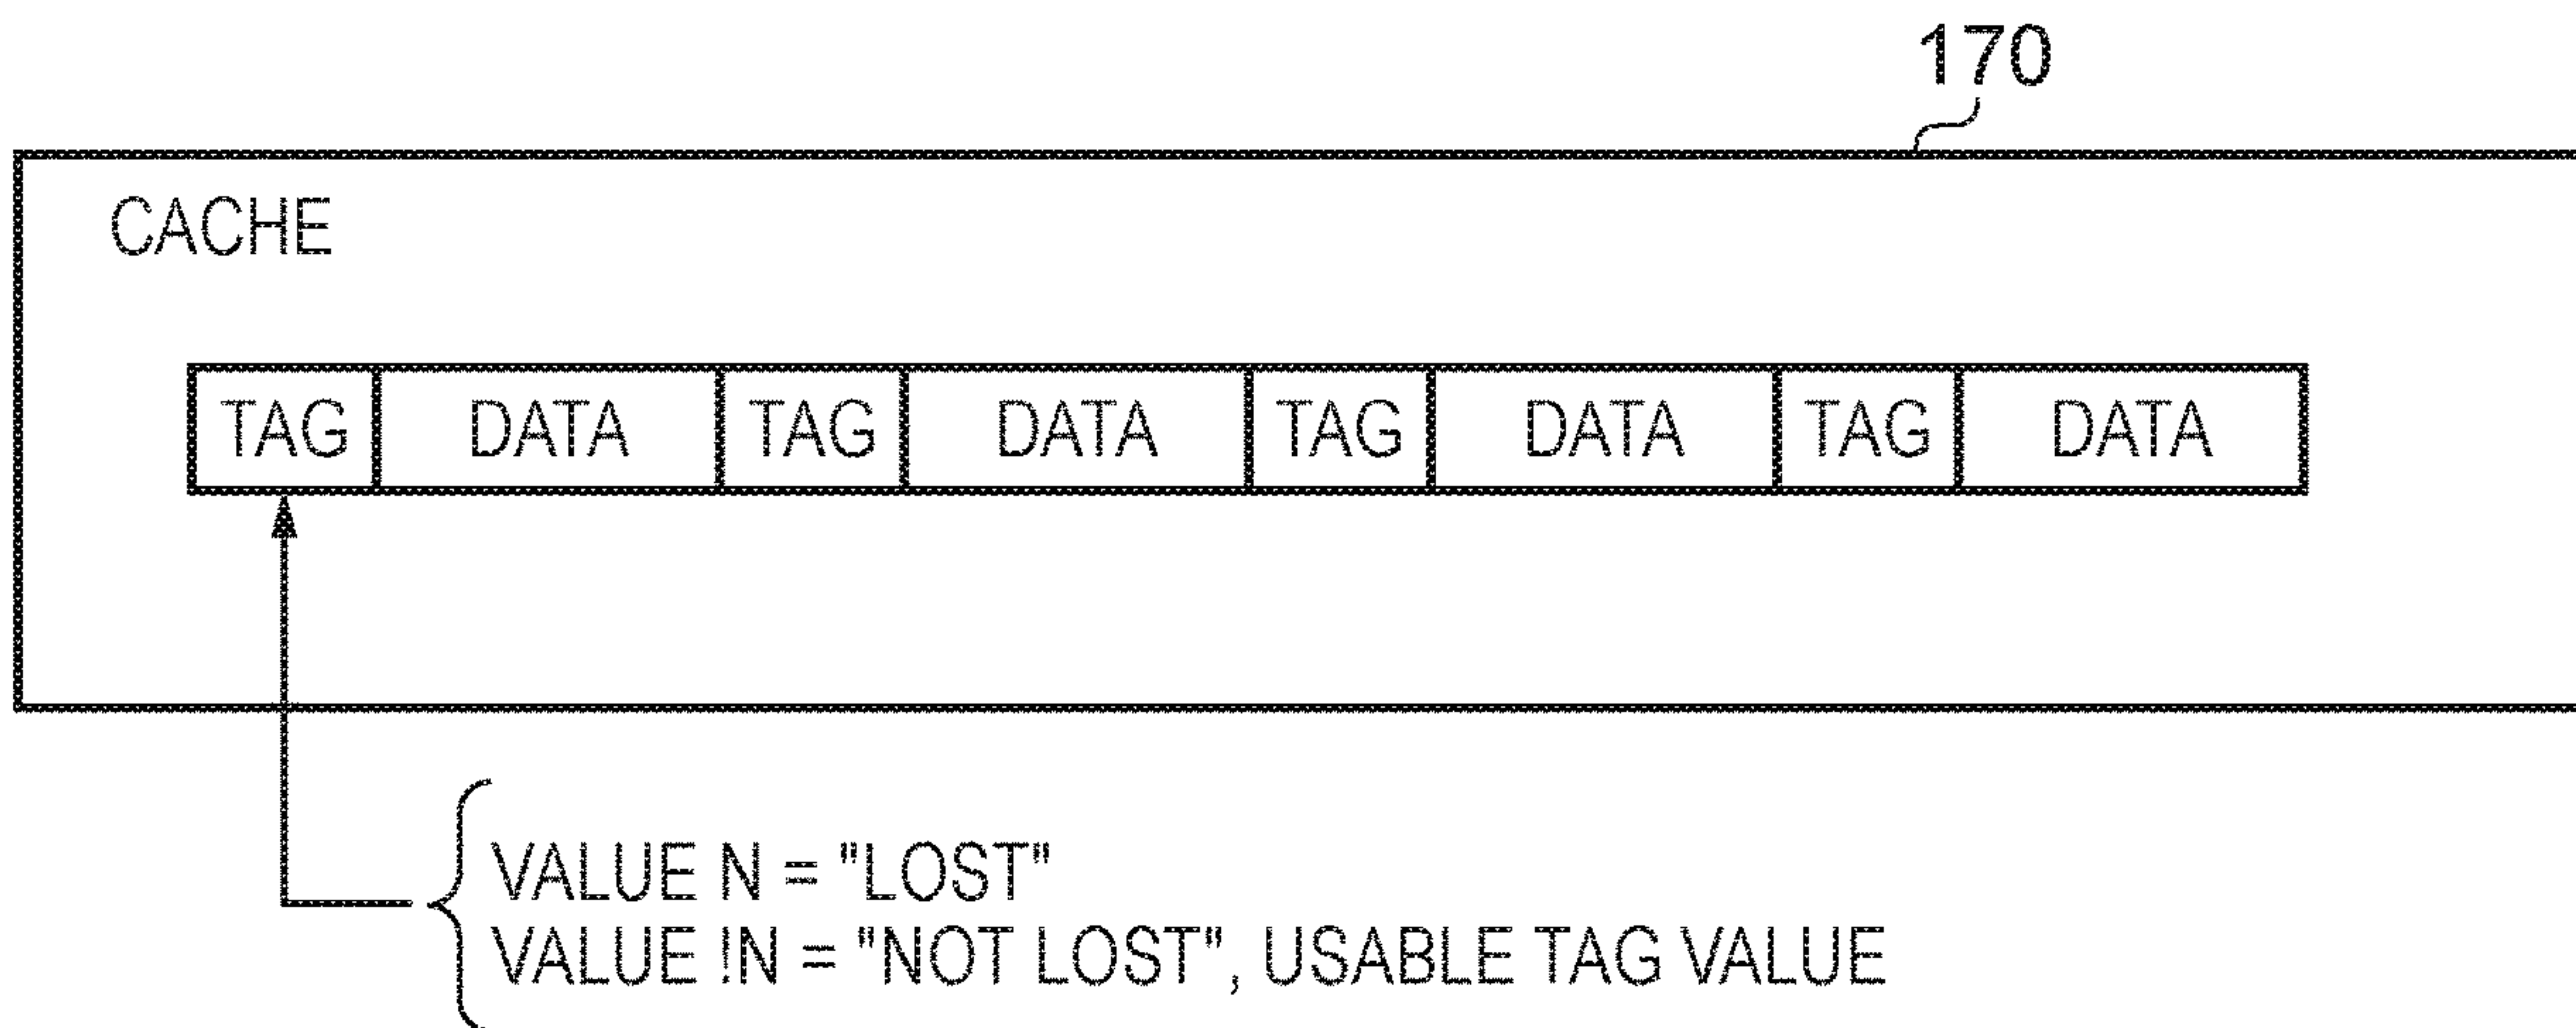 170
CACHE
TAG DATA TAG DATA TAG DATA TAG DATA
VALUE N = "LOST"
VALUE !N = "NOT LOST", USABLE TAG VALUE